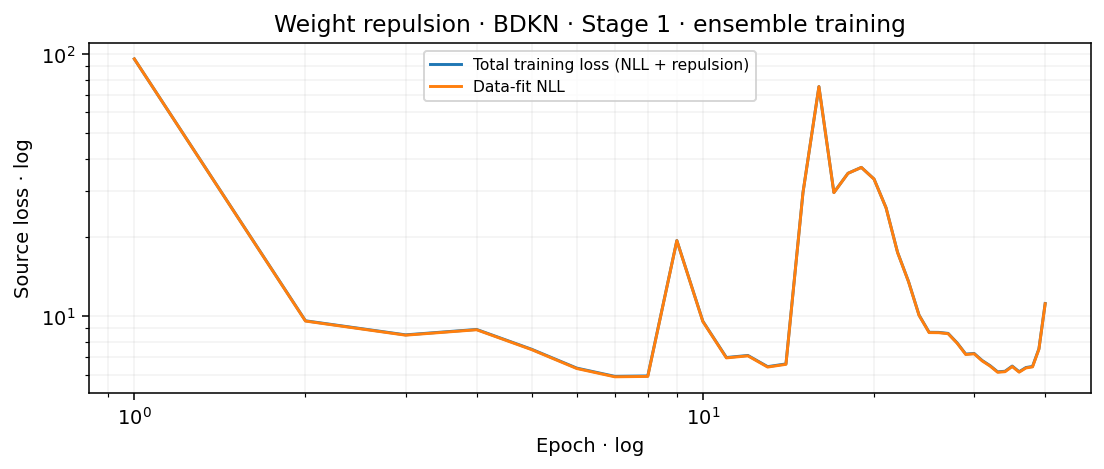 Weight repulsion · BDKN · Stage 1 · ensemble training
Total training loss (NLL + repulsion)
Data-fit NLL
Source loss · log
10²
10¹
10⁰
10¹
Epoch · log